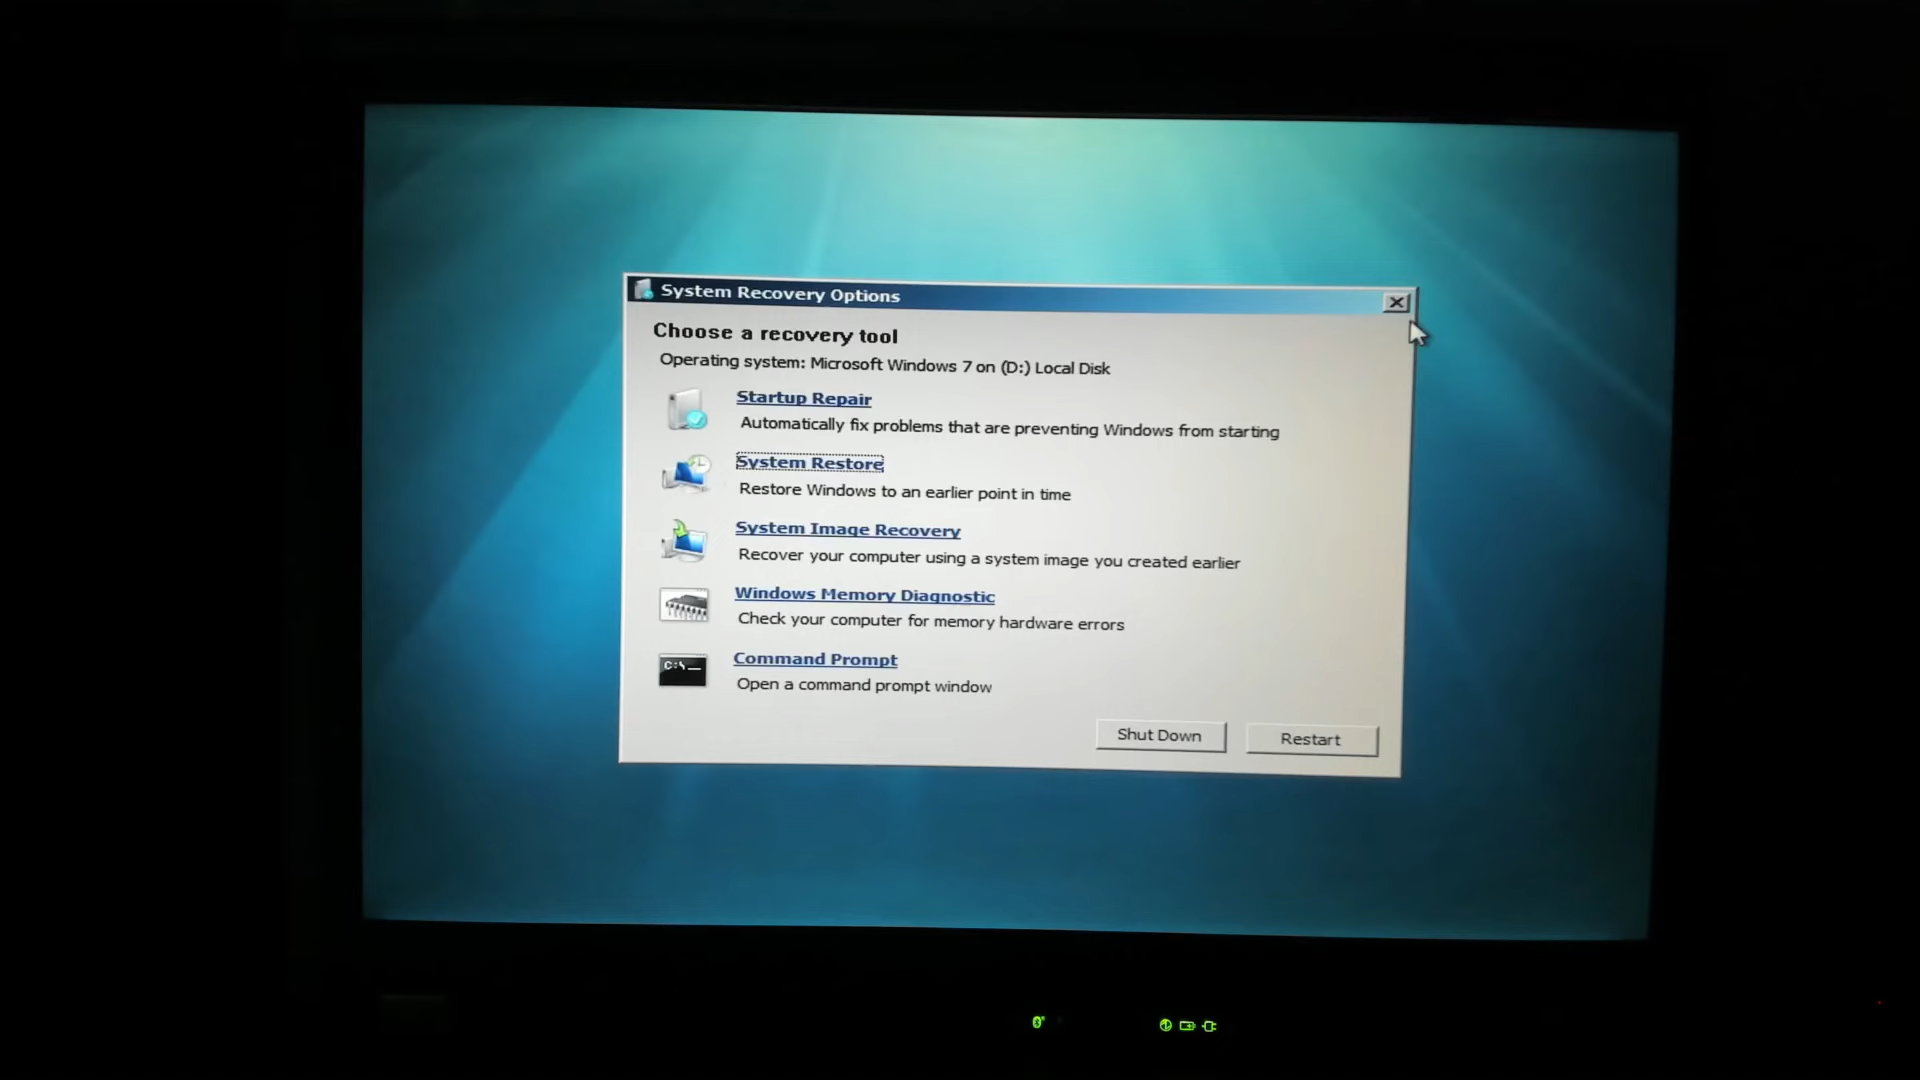 System Recovery Options
Choose a recovery tool
Operating system: Microsoft Windows 7 on (D:) Local Disk
Startup Repair
Automatically fix problems that are preventing Windows from starting
System Restore
Restore Windows to an earlier point in time
System Image Recovery
Recover your computer using a system image you created earlier
Windows Memory Diagnostic
Check your computer for memory hardware errors
C:\_
Command Prompt
Open a command prompt window
Shut Down
Restart